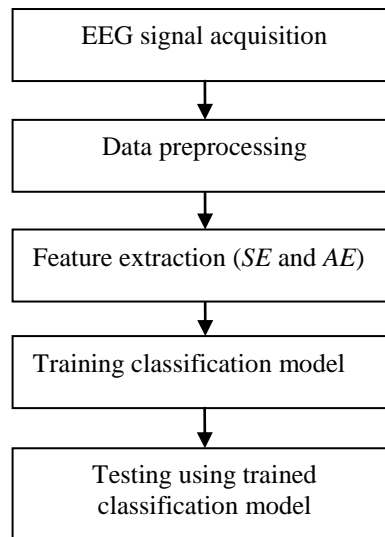 EEG signal acquisition
Data preprocessing
Feature extraction (SE and AE)
Training classification model
Testing using trained
classification model